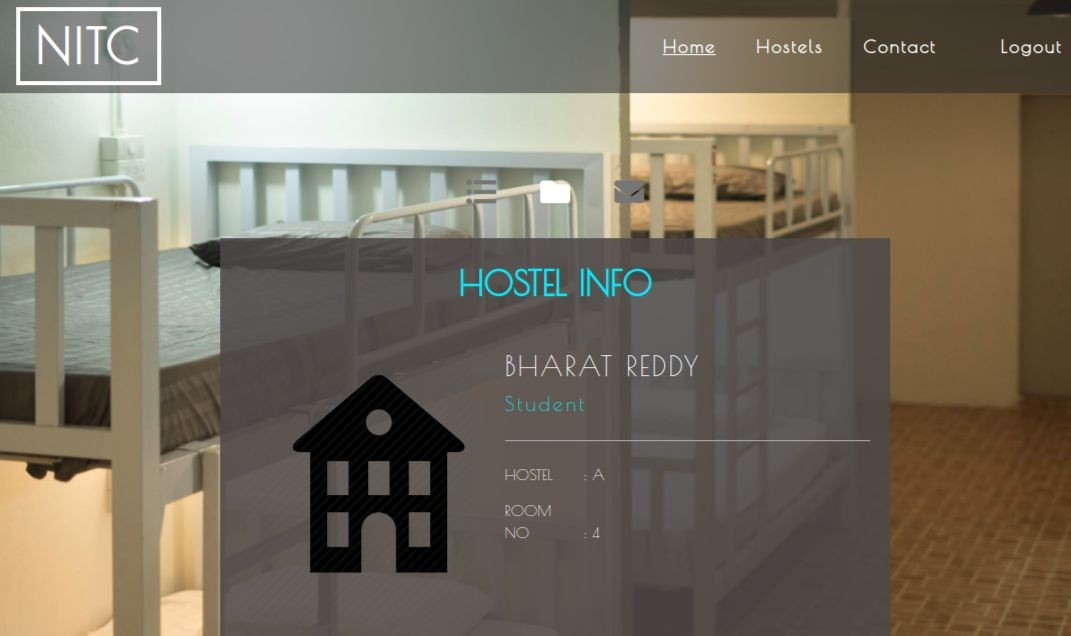 NITC
Home Hostels Contact Logout
HOSTEL INFO
BHARAT REDDY
Student
HOSTEL : A
ROOM
NO : 4